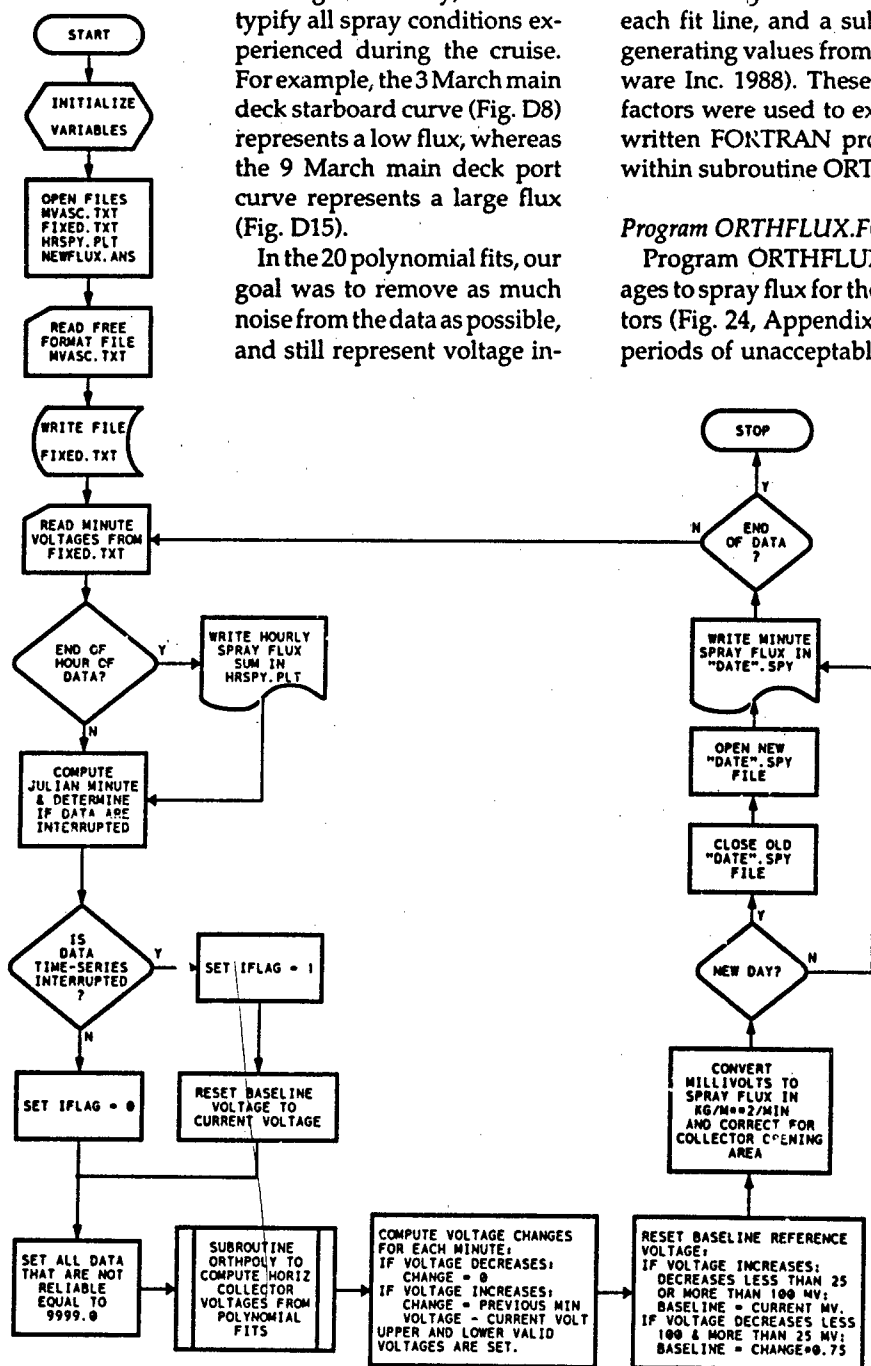 typify all spray conditions ex-
perienced during the cruise.
For example, the 3 March main
deck starboard curve (Fig. D8)
represents a low flux, whereas
the 9 March main deck port
curve represents a large flux
(Fig. D15).
In the 20 polynomial fits, our
goal was to remove as much
noise from the data as possible,
and still represent voltage in-
each fit line, and a sul
generating values from
ware Inc. 1988). These
factors were used to ex
written FORTRAN pro
within subroutine ORT
Program ORTHFLUX.F
Program ORTHFLUX
ages to spray flux for the
tors (Fig. 24, Appendix
periods of unacceptabl
START
INITIALIZE
VARIABLES
OPEN FILES
MVASC.TXT
FIXED.TXT
HRSPY.PLT
NEWFLUX.ANS
READ FREE
FORMAT FILE
MVASC.TXT
WRITE FILE
FIXED.TXT
READ MINUTE
VOLTAGES FROM
FIXED.TXT
END OF
HOUR OF
DATA?
Y
N
WRITE HOURLY
SPRAY FLUX
SUM IN
HRSPY.PLT
COMPUTE
JULIAN MINUTE
& DETERMINE
IF DATA ARE
INTERRUPTED
IS
DATA
TIME-SERIES
INTERRUPTED
?
Y
N
SET IFLAG = 1
SET IFLAG = 0
RESET BASELINE
VOLTAGE TO
CURRENT VOLTAGE
SET ALL DATA
THAT ARE NOT
RELIABLE
EQUAL TO
9999.0
SUBROUTINE
ORTHPOLY TO
COMPUTE HORIZ
COLLECTOR
VOLTAGES FROM
POLYNOMIAL
FITS
COMPUTE VOLTAGE CHANGES
FOR EACH MINUTE:
IF VOLTAGE DECREASES:
CHANGE = 0
IF VOLTAGE INCREASES:
CHANGE = PREVIOUS MIN
VOLTAGE - CURRENT VOLT
UPPER AND LOWER VALID
VOLTAGES ARE SET.
RESET BASELINE REFERENCE
VOLTAGE:
IF VOLTAGE INCREASES:
DECREASES LESS THAN 25
OR MORE THAN 100 MV:
BASELINE = CURRENT MV.
IF VOLTAGE DECREASES LESS
100 & MORE THAN 25 MV:
BASELINE = CHANGE*0.75
CONVERT
MILLIVOLTS TO
SPRAY FLUX IN
KG/M**2/MIN
AND CORRECT FOR
COLLECTOR OPENING
AREA
NEW DAY?
Y
N
CLOSE OLD
"DATE".SPY
FILE
OPEN NEW
"DATE".SPY
FILE
WRITE MINUTE
SPRAY FLUX IN
"DATE".SPY
END
OF DATA
?
N
Y
STOP